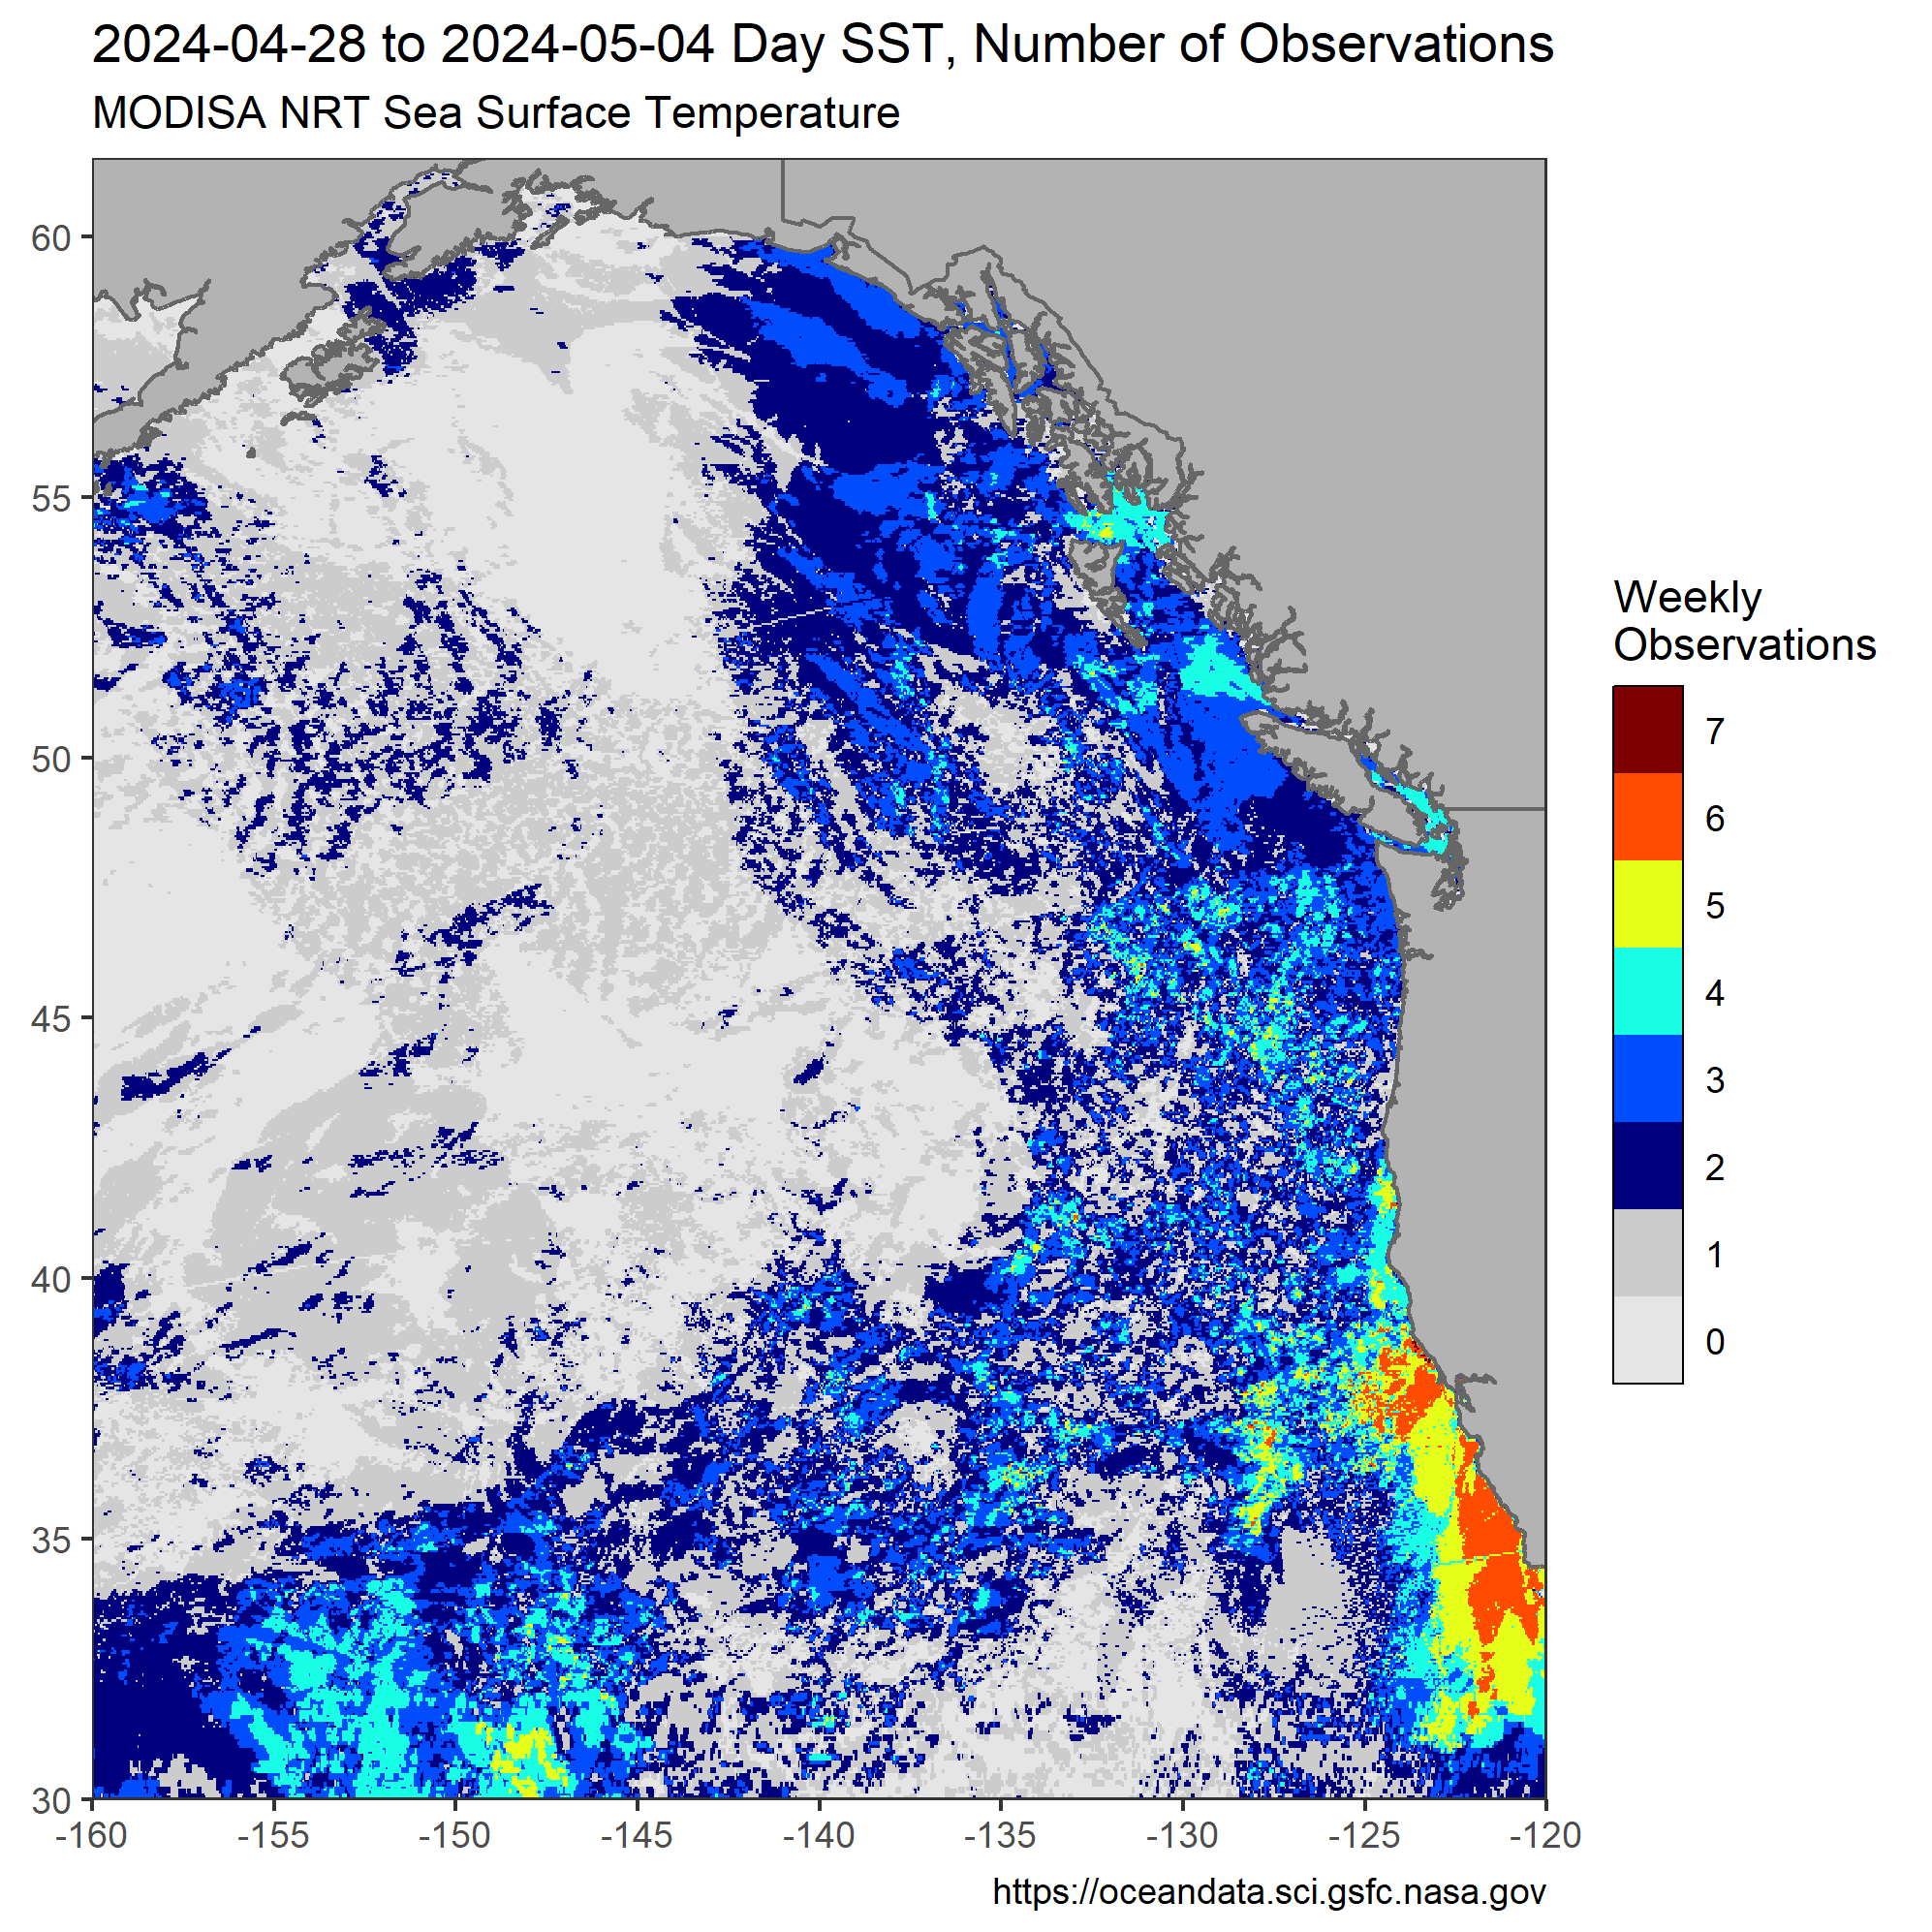 2024-04-28 to 2024-05-04 Day SST, Number of Observations
MODISA NRT Sea Surface Temperature
60
55
50
45
40
35
30
-160 -155 -150 -145 -140 -135 -130 -125 -120
Weekly
Observations
7
6
5
4
3
2
1
0
https://oceandata.sci.gsfc.nasa.gov